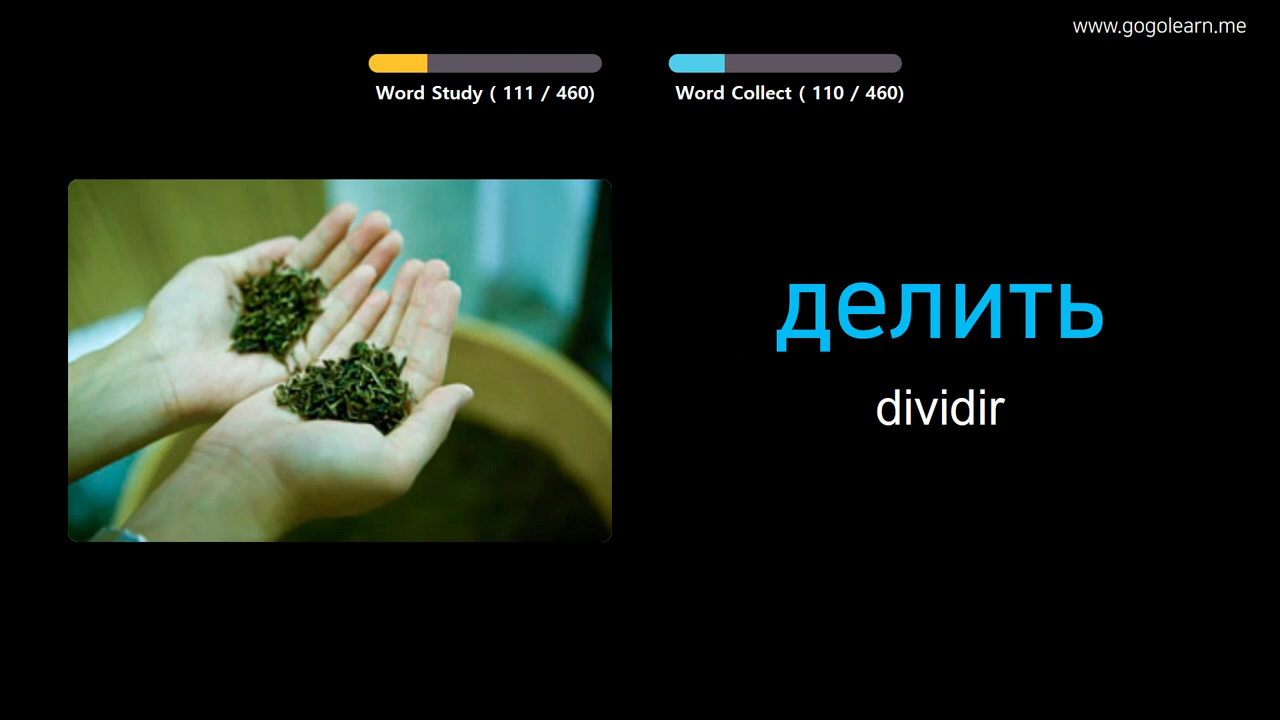 www.gogolearn.me
Word Study ( 111 / 460)
Word Collect ( 110 / 460)
делить
dividir